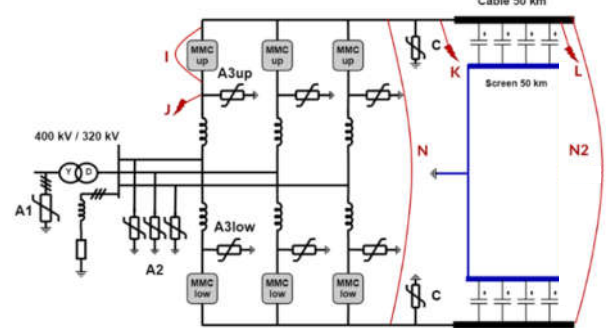 Cable 50 km
MMC up
MMC up
MMC up
C
I
A3up
K
L
Screen 50 km
J
400 kV / 320 kV
N
N2
Y
D
A1
A3low
A2
C
MMC low
MMC low
MMC low